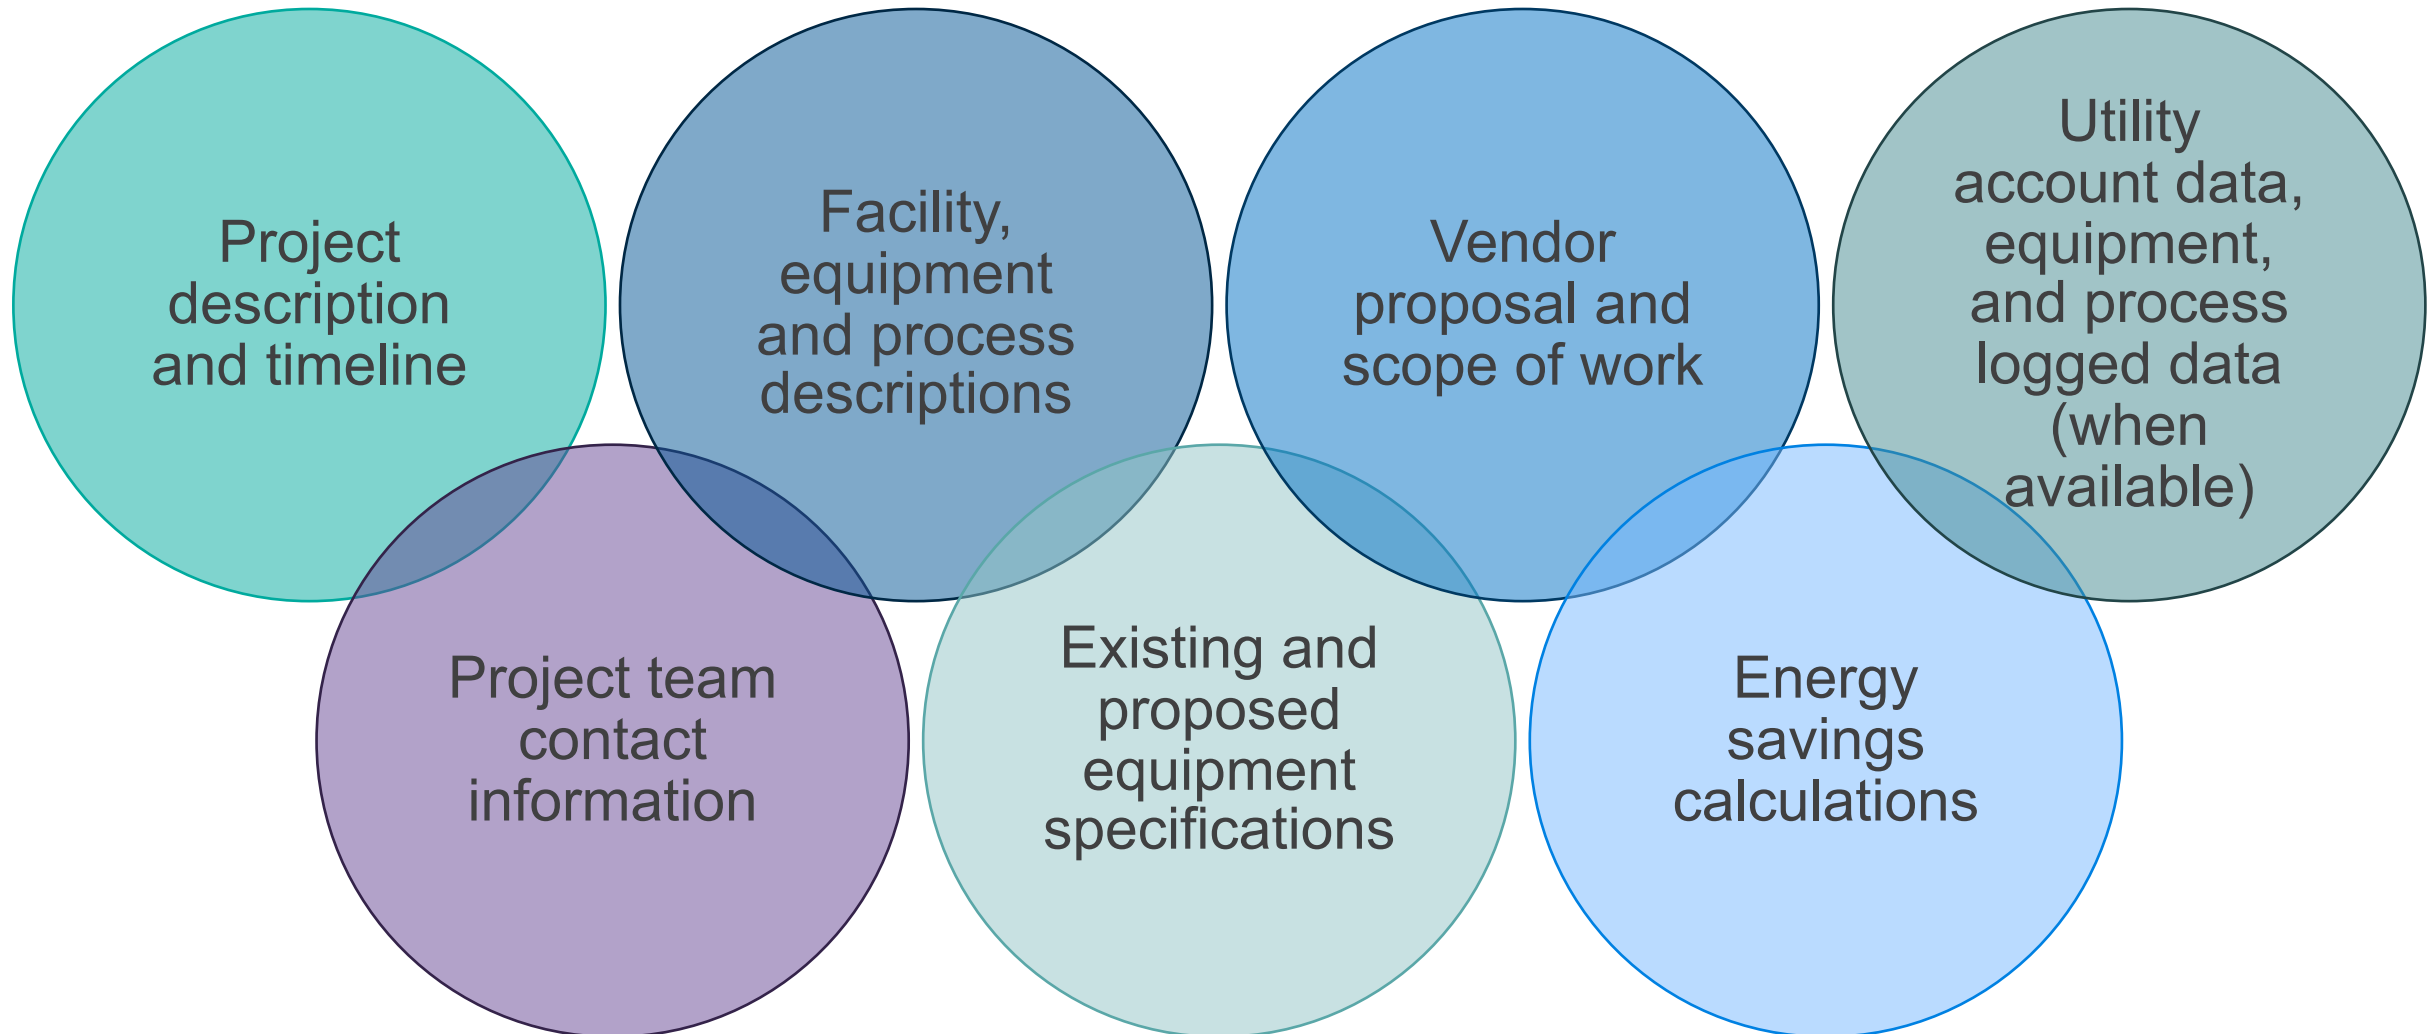 Project
description
and timeline
Project team
contact
information
Facility,
equipment
and process
descriptions
Existing and
proposed
equipment
specifications
Vendor
proposal and
scope of work
Energy
savings
calculations
Utility
account data,
equipment,
and process
logged data
(when
available)